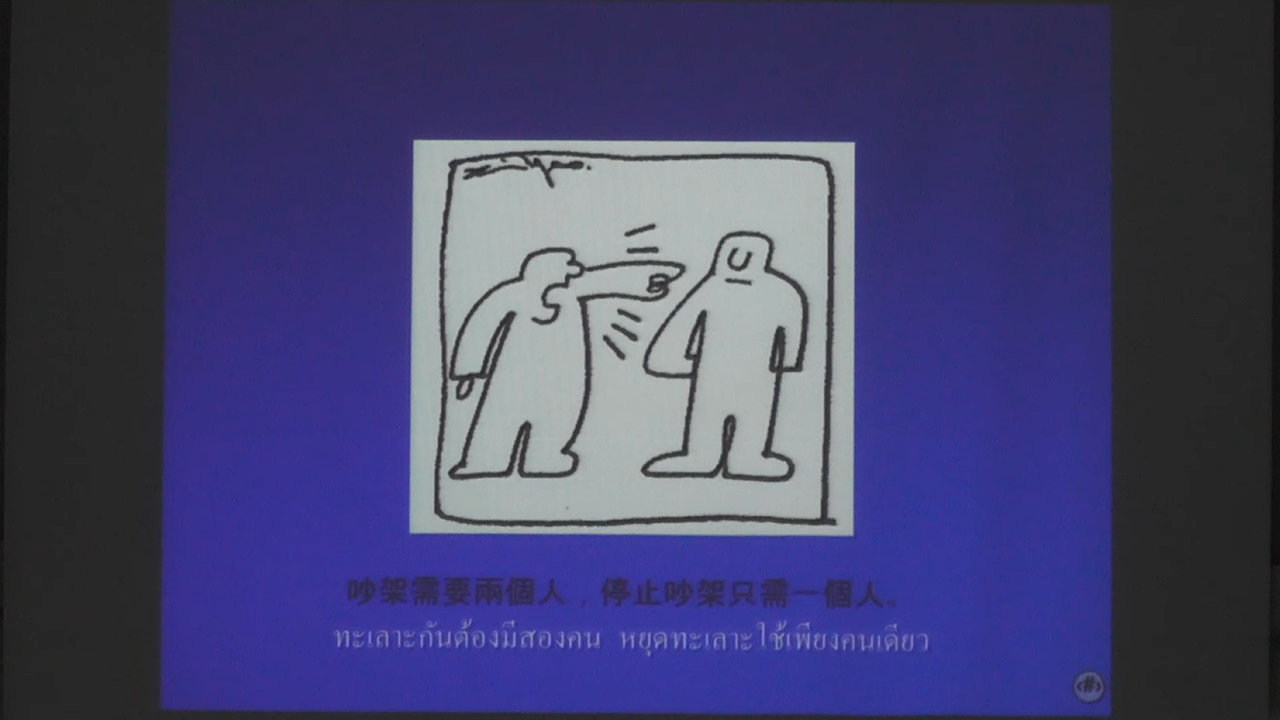 吵架需要兩個人，停止吵架只需一個人。
ทะเลาะกันต้องมีสองคน หยุดทะเลาะใช้เพียงคนเดียว